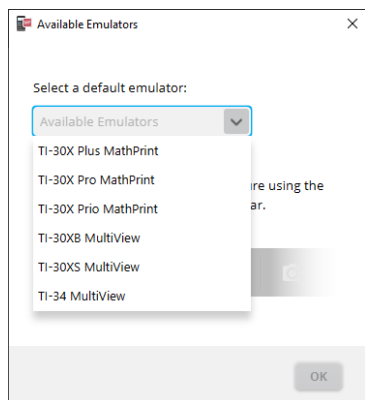 Available Emulators
Select a default emulator:
Available Emulators
TI-30X Plus MathPrint
TI-30X Pro MathPrint
are using the
TI-30X Prio MathPrint
ar.
TI-30XB MultiView
TI-30XS MultiView
TI-34 MultiView
OK